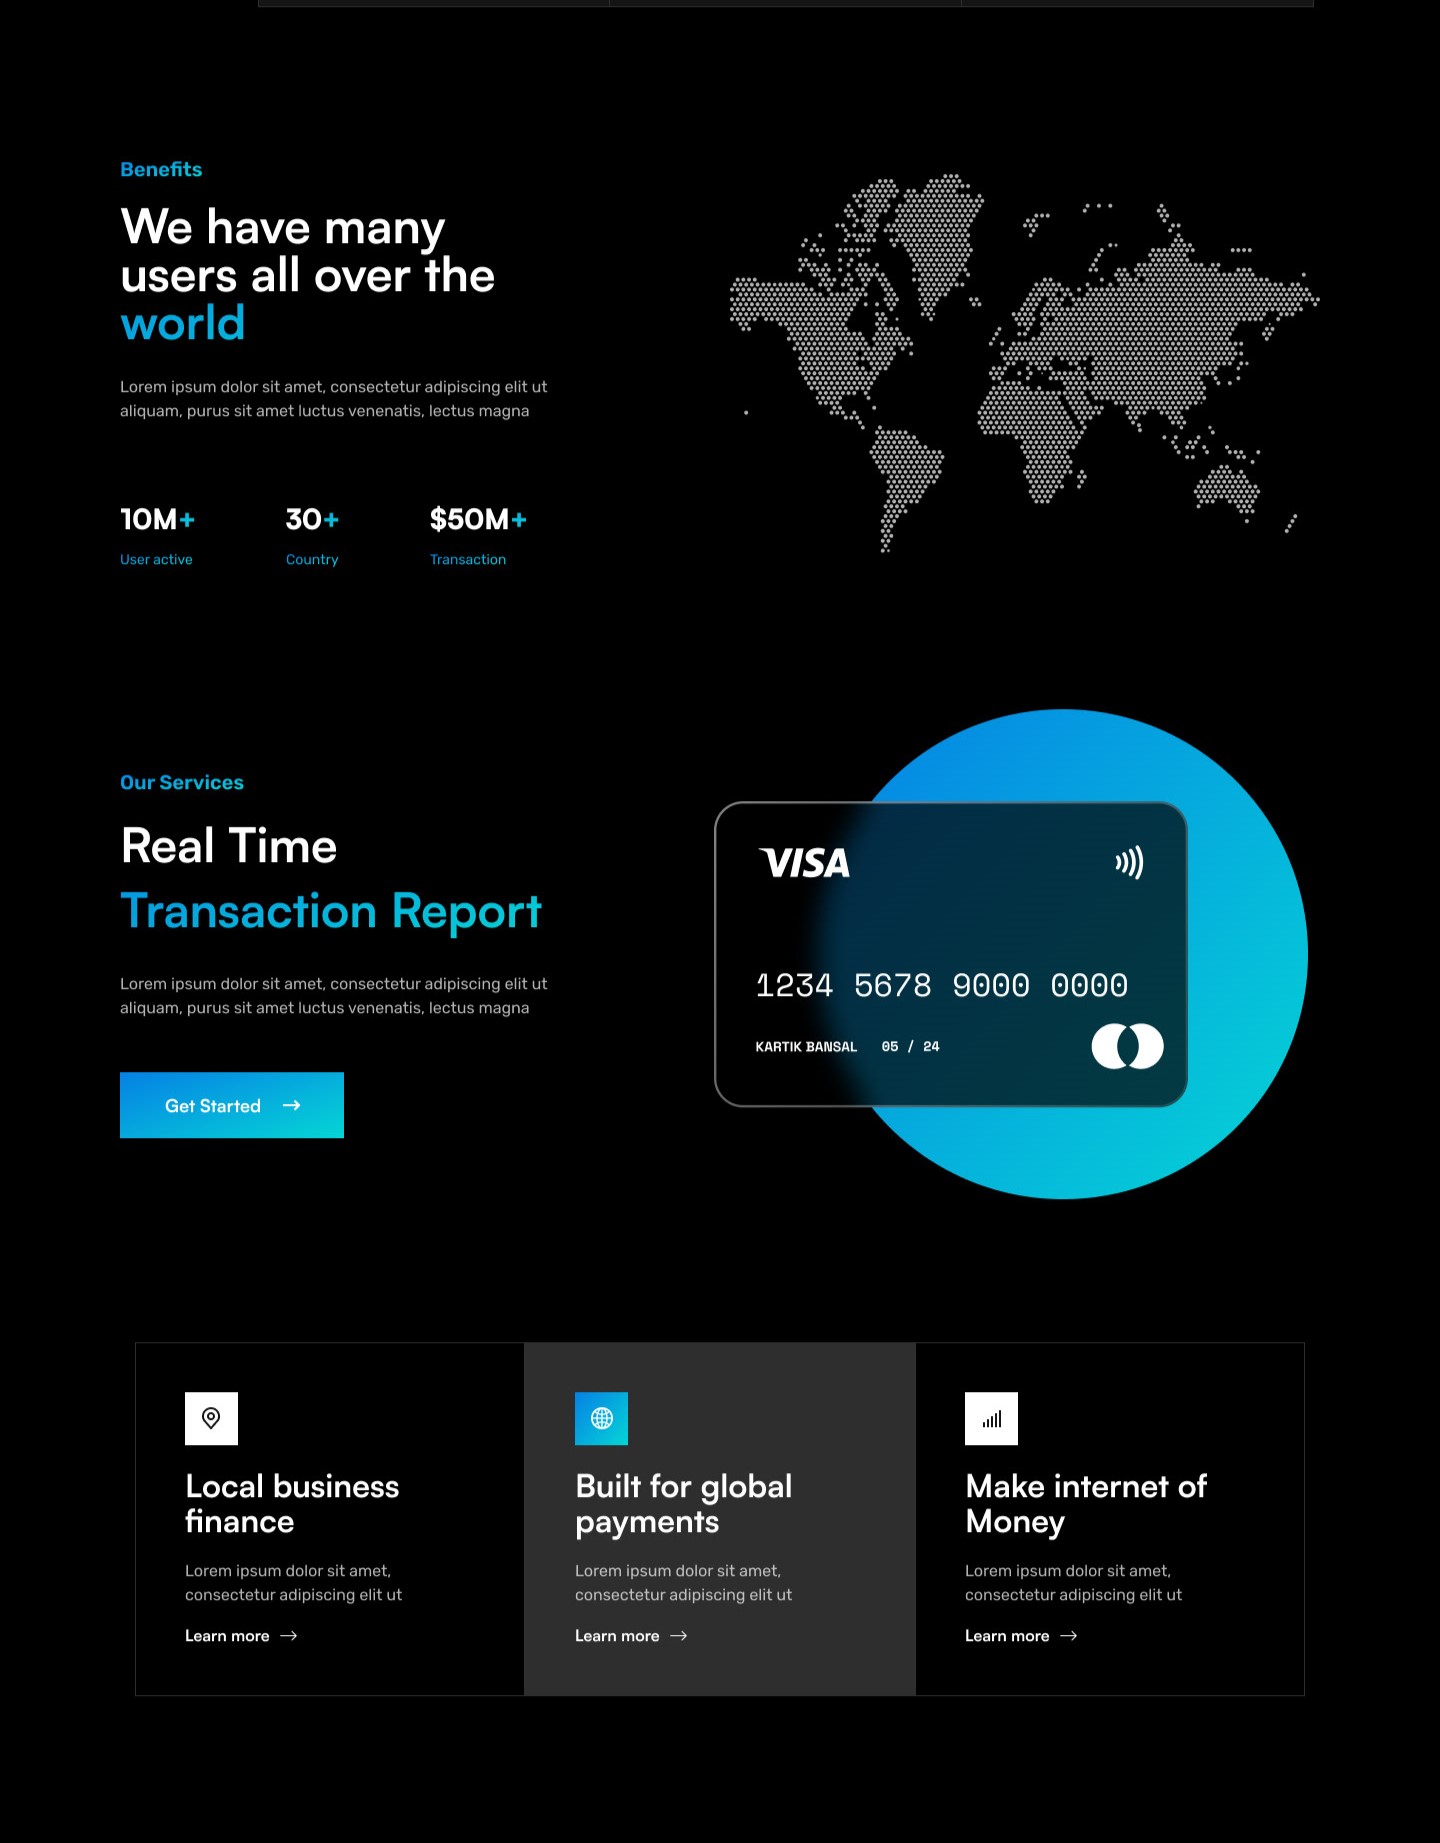 Benefits
We have many
users all over the
world
Lorem ipsum dolor sit amet, consectetur adipiscing elit ut
aliquam, purus sit amet luctus venenatis, lectus magna
10M+
30+
$50M+
User active
Country
Transaction
Our Services
Real Time
Transaction Report
Lorem ipsum dolor sit amet, consectetur adipiscing elit ut
aliquam, purus sit amet luctus venenatis, lectus magna
Get Started
VISA
1234 5678 9000 0000
KARTIK BANSAL 05 / 24
Local business
finance
Lorem ipsum dolor sit amet,
consectetur adipiscing elit ut
Learn more
Built for global
payments
Lorem ipsum dolor sit amet,
consectetur adipiscing elit ut
Learn more
Make internet of
Money
Lorem ipsum dolor sit amet,
consectetur adipiscing elit ut
Learn more